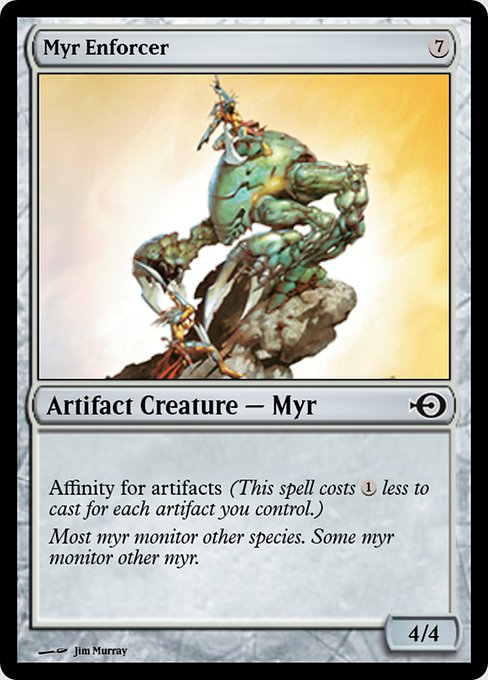 Myr Enforcer 7
Artifact Creature — Myr
Affinity for artifacts (This spell costs 1 less to
cast for each artifact you control.)
Most myr monitor other species. Some myr
monitor other myr.
4/4
Jim Murray